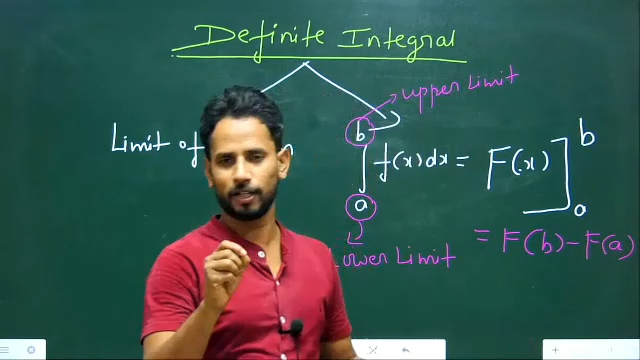 Definite Integral
upper Limit
Limit of
b
∫ f(x) dx = F(x) ] b
a a
Lower Limit
= F(b) - F(a)